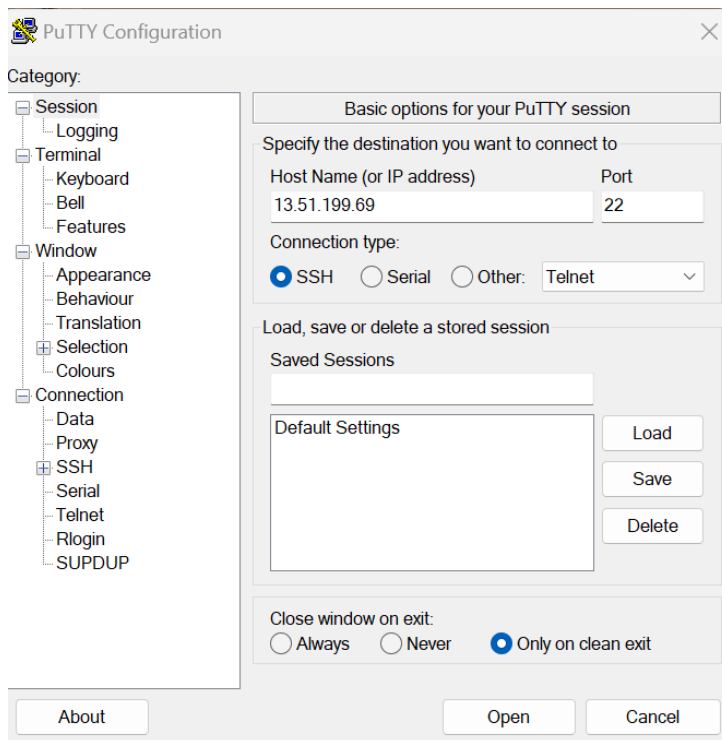 PuTTY Configuration
Category:
Session
Logging
Terminal
Keyboard
Bell
Features
Window
Appearance
Behaviour
Translation
Selection
Colours
Connection
Data
Proxy
SSH
Serial
Telnet
Rlogin
SUPDUP
Basic options for your PuTTY session
Specify the destination you want to connect to
Host Name (or IP address) Port
13.51.199.69 22
Connection type:
SSH Serial Other: Telnet
Load, save or delete a stored session
Saved Sessions
Default Settings
Load
Save
Delete
Close window on exit:
Always Never Only on clean exit
About Open Cancel